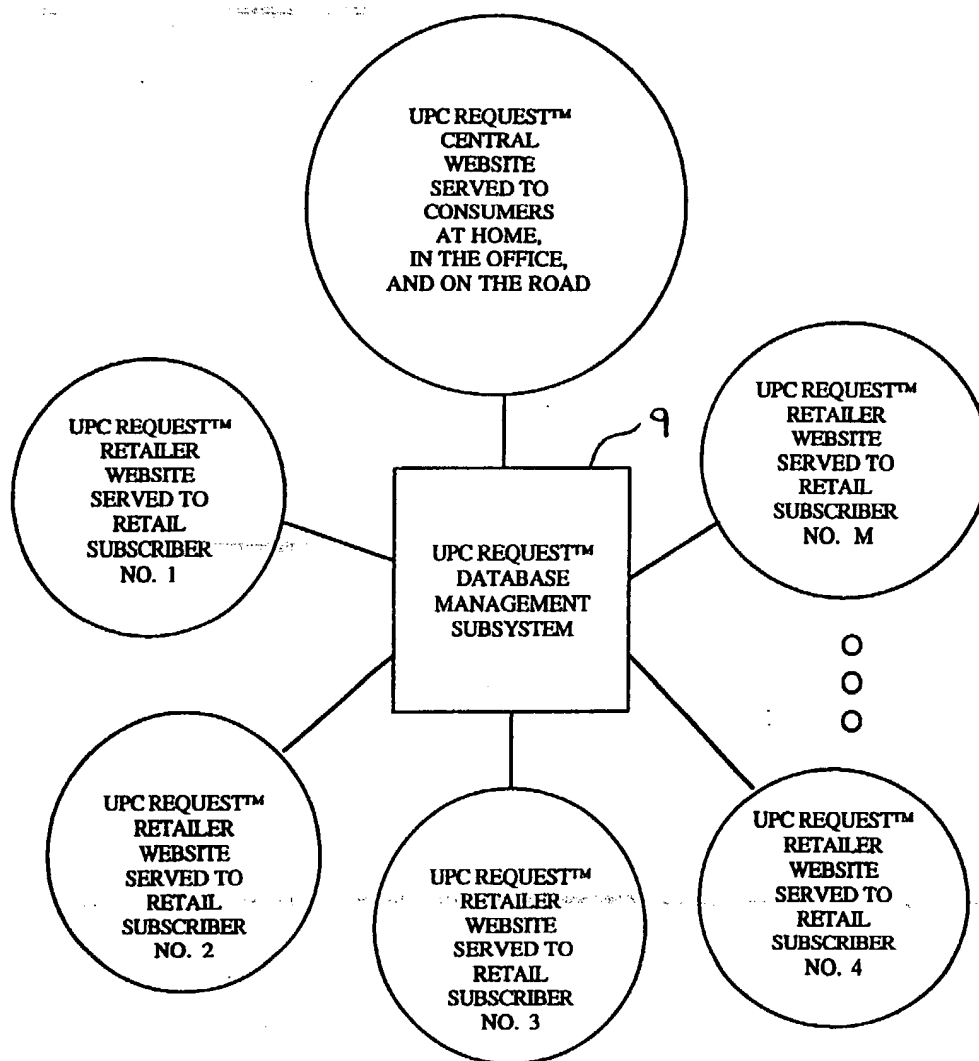 UPC REQUEST™
CENTRAL
WEBSITE
SERVED TO
CONSUMERS
AT HOME,
IN THE OFFICE,
AND ON THE ROAD
UPC REQUEST™
RETAILER
WEBSITE
SERVED TO
RETAIL
SUBSCRIBER
NO. 1
9
UPC REQUEST™
DATABASE
MANAGEMENT
SUBSYSTEM
UPC REQUEST™
RETAILER
WEBSITE
SERVED TO
RETAIL
SUBSCRIBER
NO. M
UPC REQUEST™
RETAILER
WEBSITE
SERVED TO
RETAIL
SUBSCRIBER
NO. 2
UPC REQUEST™
RETAILER
WEBSITE
SERVED TO
RETAIL
SUBSCRIBER
NO. 3
UPC REQUEST™
RETAILER
WEBSITE
SERVED TO
RETAIL
SUBSCRIBER
NO. 4